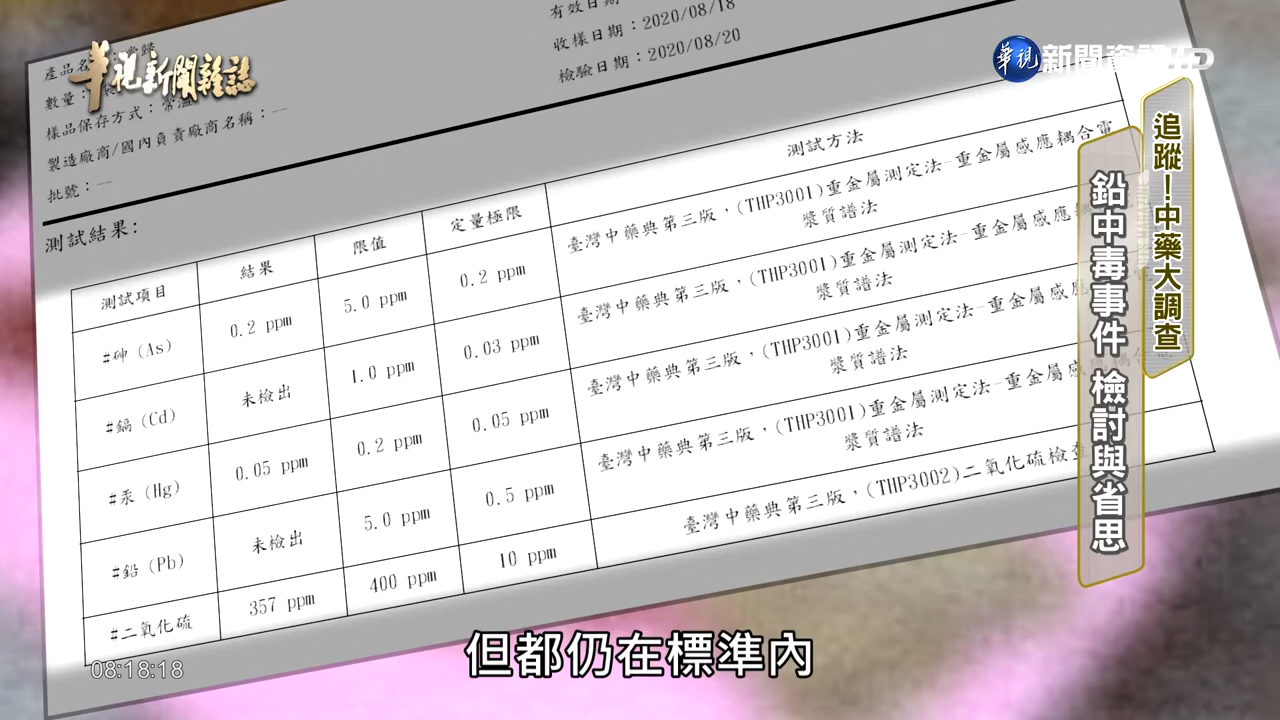 有效日期
收樣日期：2020/08/18
檢驗日期：2020/08/20
產品名
數量：
樣品保存方式：常溫
製造廠商/國內負責廠商名稱：—
批號：—
華視新聞雜誌
華視 新聞資訊HD
測試結果：
測試項目 結果 限值 定量極限 測試方法
#砷 (As) 0.2 ppm 5.0 ppm 0.2 ppm 臺灣中藥典第三版，(THP3001)重金屬測定法-重金屬感應耦合電
漿質譜法
#鎘 (Cd) 未檢出 1.0 ppm 0.03 ppm 臺灣中藥典第三版，(THP3001)重金屬測定法-重金屬感應耦
漿質譜法
#汞 (Hg) 0.05 ppm 0.2 ppm 0.05 ppm 臺灣中藥典第三版，(THP3001)重金屬測定法-重金屬感應
漿質譜法
#鉛 (Pb) 未檢出 5.0 ppm 0.5 ppm 臺灣中藥典第三版，(THP3001)重金屬測定法-重金屬感應耦合電
漿質譜法
#二氧化硫 357 ppm 400 ppm 10 ppm 臺灣中藥典第三版，(THP3002)二氧化硫檢查
追蹤！中藥大調查
鉛中毒事件 檢討與省思
但都仍在標準內
08:18:18